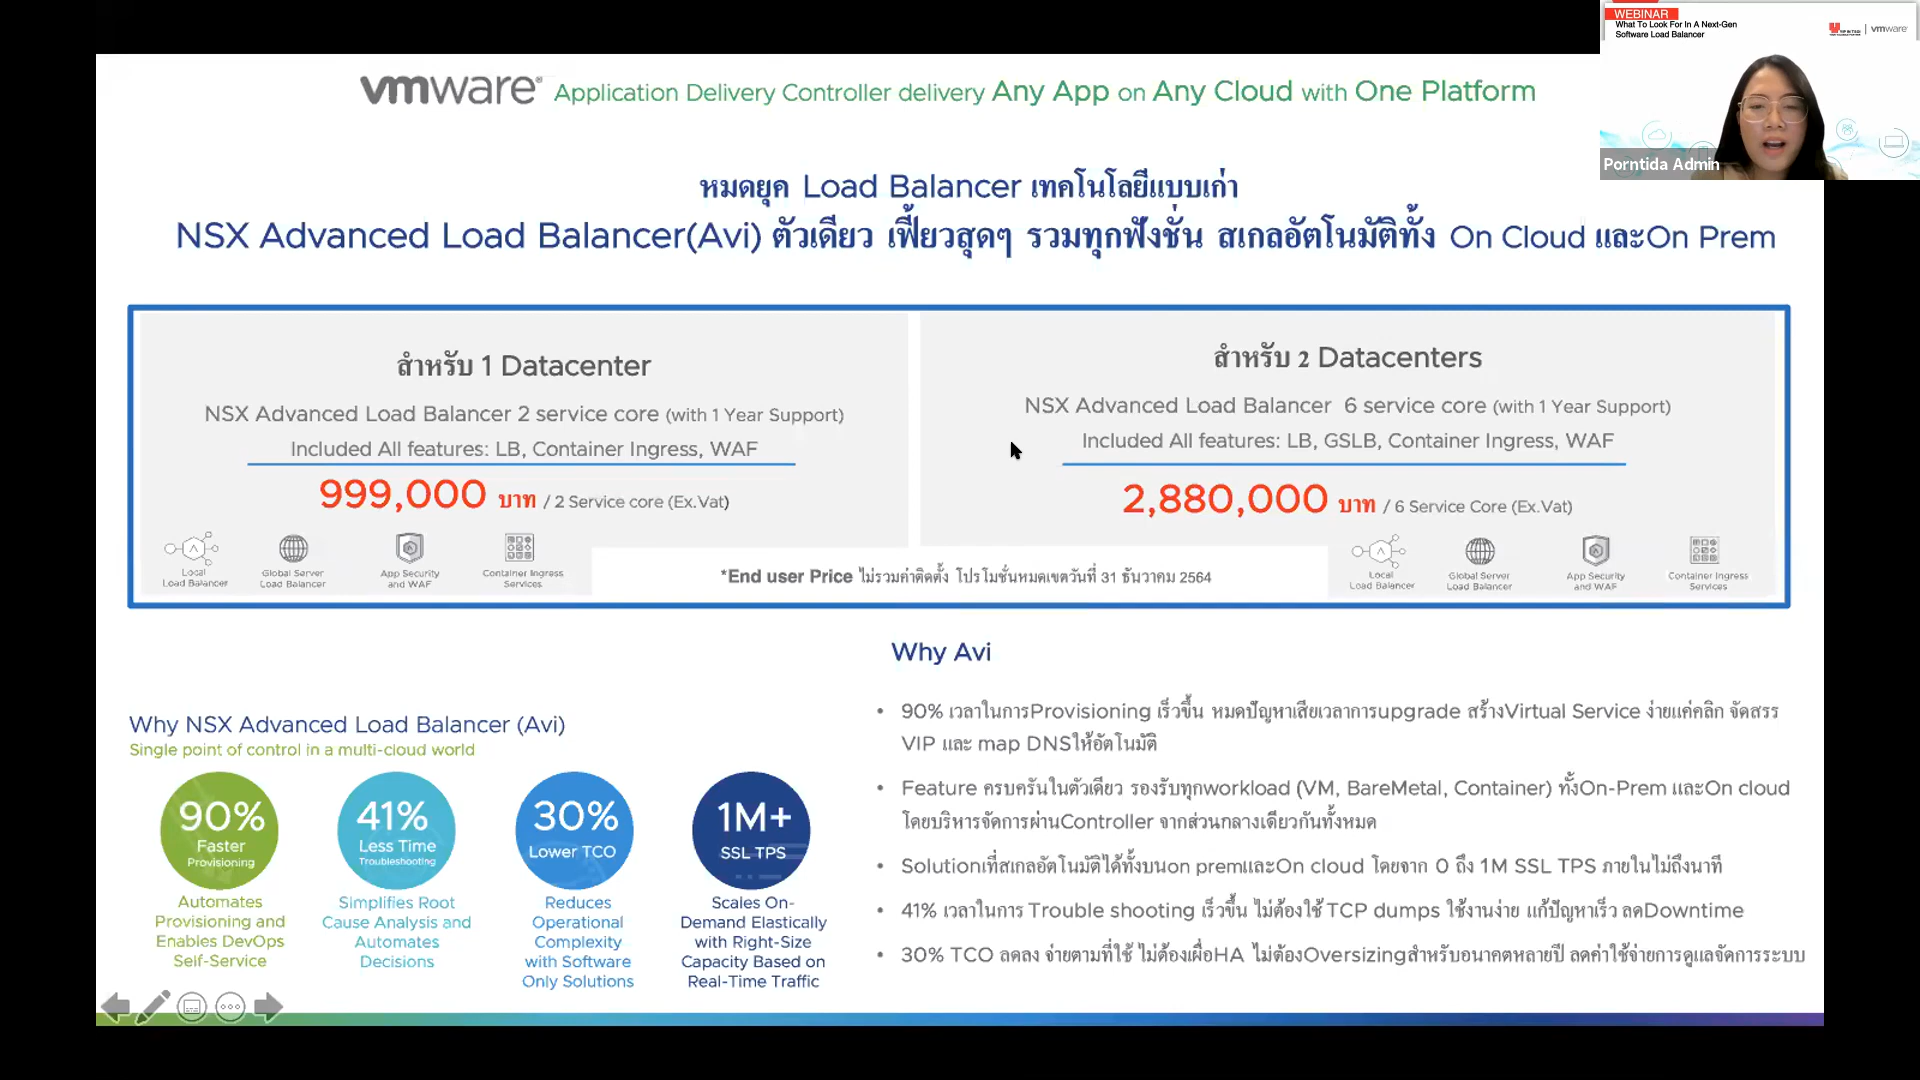 WEBINAR
What To Look For In A Next-Gen
Software Load Balancer
vmware
Porntida Admin
vmware® Application Delivery Controller delivery Any App on Any Cloud with One Platform
หมดยุค Load Balancer เทคโนโลยีแบบเก่า
NSX Advanced Load Balancer(Avi) ตัวเดียว เฟี้ยวสุดๆ รวมทุกฟังชั่น สเกลอัตโนมัติทั้ง On Cloud และOn Prem
สำหรับ 1 Datacenter
NSX Advanced Load Balancer 2 service core (with 1 Year Support)
Included All features: LB, Container Ingress, WAF
999,000 บาท / 2 Service core (Ex.Vat)
Local
Load Balancer
Global Server
Load Balancer
App Security
and WAF
Container Ingress
Services
สำหรับ 2 Datacenters
NSX Advanced Load Balancer 6 service core (with 1 Year Support)
Included All features: LB, GSLB, Container Ingress, WAF
2,880,000 บาท / 6 Service Core (Ex.Vat)
Local
Load Balancer
Global Server
Load Balancer
App Security
and WAF
Container Ingress
Services
*End user Price ไม่รวมค่าติดตั้ง โปรโมชั่นหมดเขตวันที่ 31 ธันวาคม 2564
Why NSX Advanced Load Balancer (Avi)
Single point of control in a multi-cloud world
90%
Faster
Provisioning
Automates
Provisioning and
Enables DevOps
Self-Service
41%
Less Time
Troubleshooting
Simplifies Root
Cause Analysis and
Automates
Decisions
30%
Lower TCO
Reduces
Operational
Complexity
with Software
Only Solutions
1M+
SSL TPS
Scales On-
Demand Elastically
with Right-Size
Capacity Based on
Real-Time Traffic
Why Avi
• 90% เวลาในการProvisioning เร็วขึ้น หมดปัญหาเสียเวลาการupgrade สร้างVirtual Service ง่ายแค่คลิก จัดสรร
VIP และ map DNSให้อัตโนมัติ
• Feature ครบครันในตัวเดียว รองรับทุกworkload (VM, BareMetal, Container) ทั้งOn-Prem และOn cloud
โดยบริหารจัดการผ่านController จากส่วนกลางเดียวกันทั้งหมด
• Solutionเที่สเกลอัตโนมัติได้ทั้งบนon premและOn cloud โดยจาก 0 ถึง 1M SSL TPS ภายในไม่ถึงนาที
• 41% เวลาในการ Trouble shooting เร็วขึ้น ไม่ต้องใช้ TCP dumps ใช้งานง่าย แก้ปัญหาเร็ว ลดDowntime
• 30% TCO ลดลง จ่ายตามที่ใช้ ไม่ต้องเผื่อHA ไม่ต้องOversizingสำหรับอนาคตหลายปี ลดค่าใช้จ่ายการดูแลจัดการระบบ